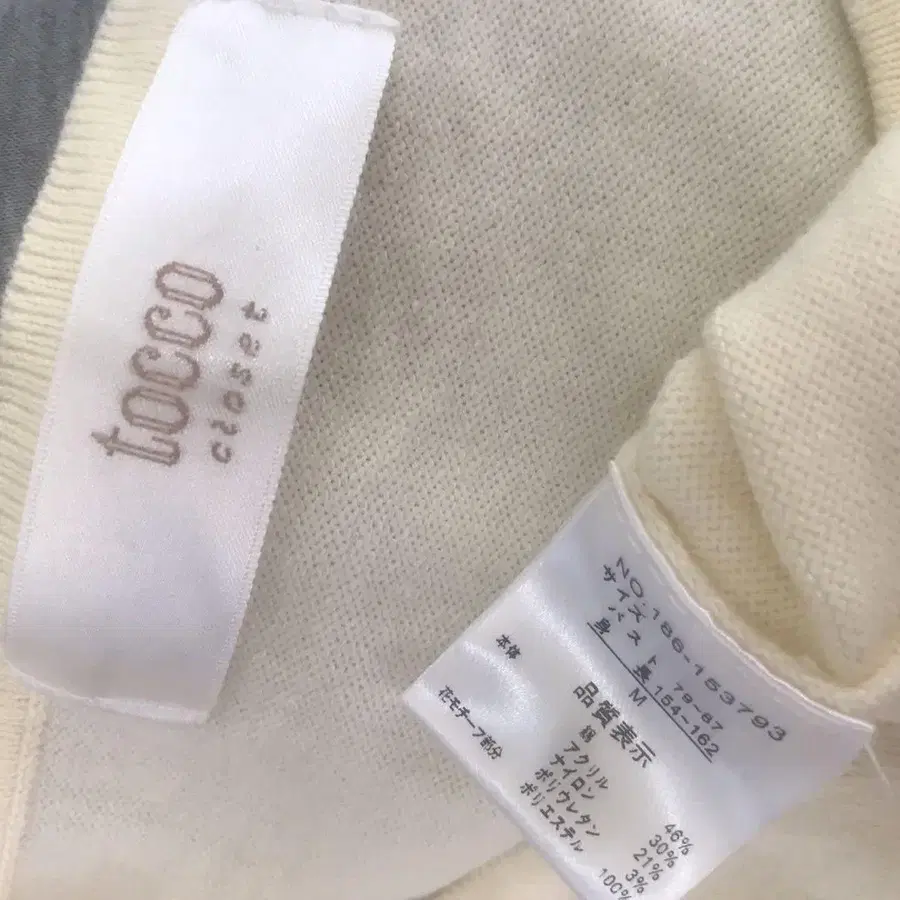 tocco
closet
NO.186-153793
サイズ
バスト 79-87
身長 154-162
M
品質表示
本体 綿 46%
アクリル 30%
ナイロン 21%
ポリウレタン 3%
花モチーフ部分 ポリエステル 100%